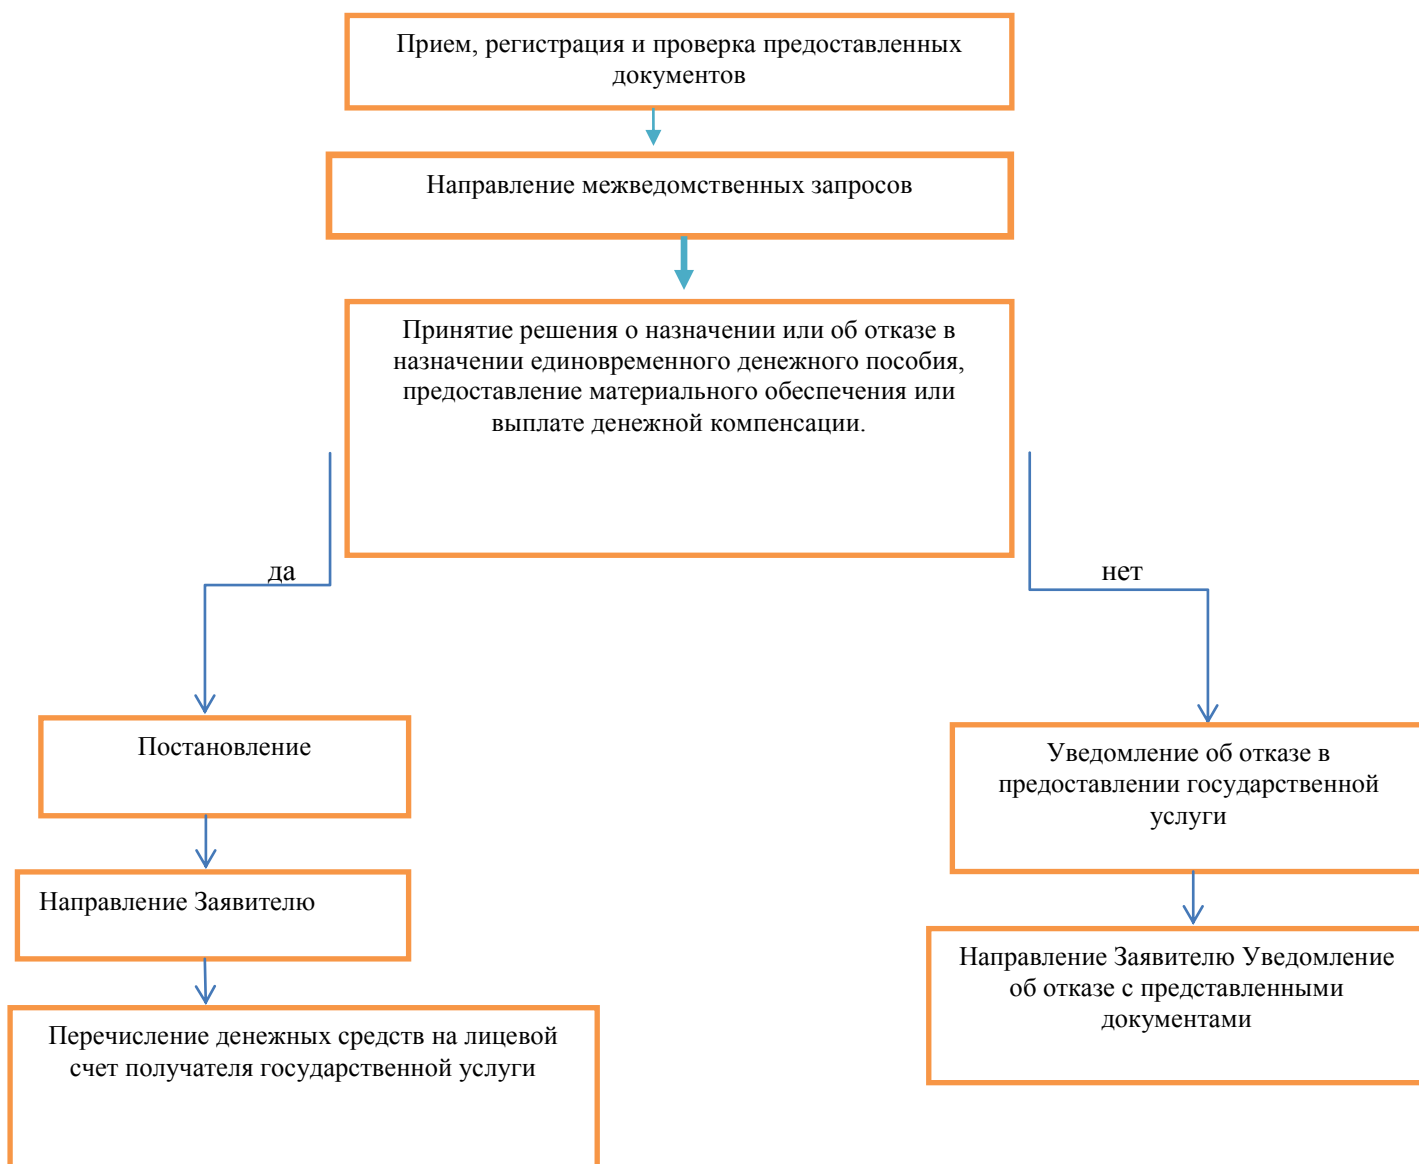 Прием, регистрация и проверка предоставленных
документов
Направление межведомственных запросов
Принятие решения о назначении или об отказе в
назначении единовременного денежного пособия,
предоставление материального обеспечения или
выплате денежной компенсации.
да
нет
Постановление
Уведомление об отказе в
предоставлении государственной
услуги
Направление Заявителю
Направление Заявителю Уведомление
об отказе с представленными
документами
Перечисление денежных средств на лицевой
счет получателя государственной услуги